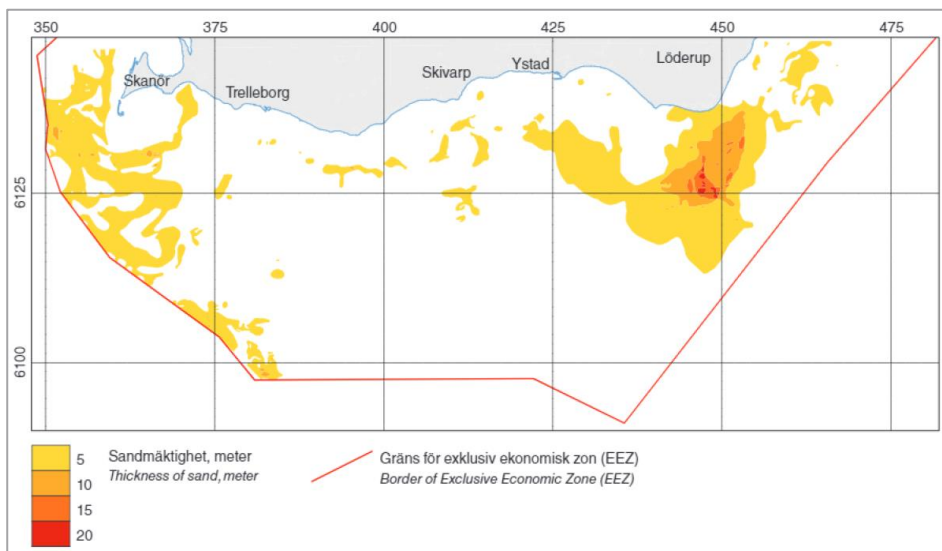 350 375 400 425 450 475
Löderup
Ystad
Skivarp
Skanör
Trelleborg
6125
6100
5 Sandmäktighet, meter
Thickness of sand, meter
10
15
20
Gräns för exklusiv ekonomisk zon (EEZ)
Border of Exclusive Economic Zone (EEZ)